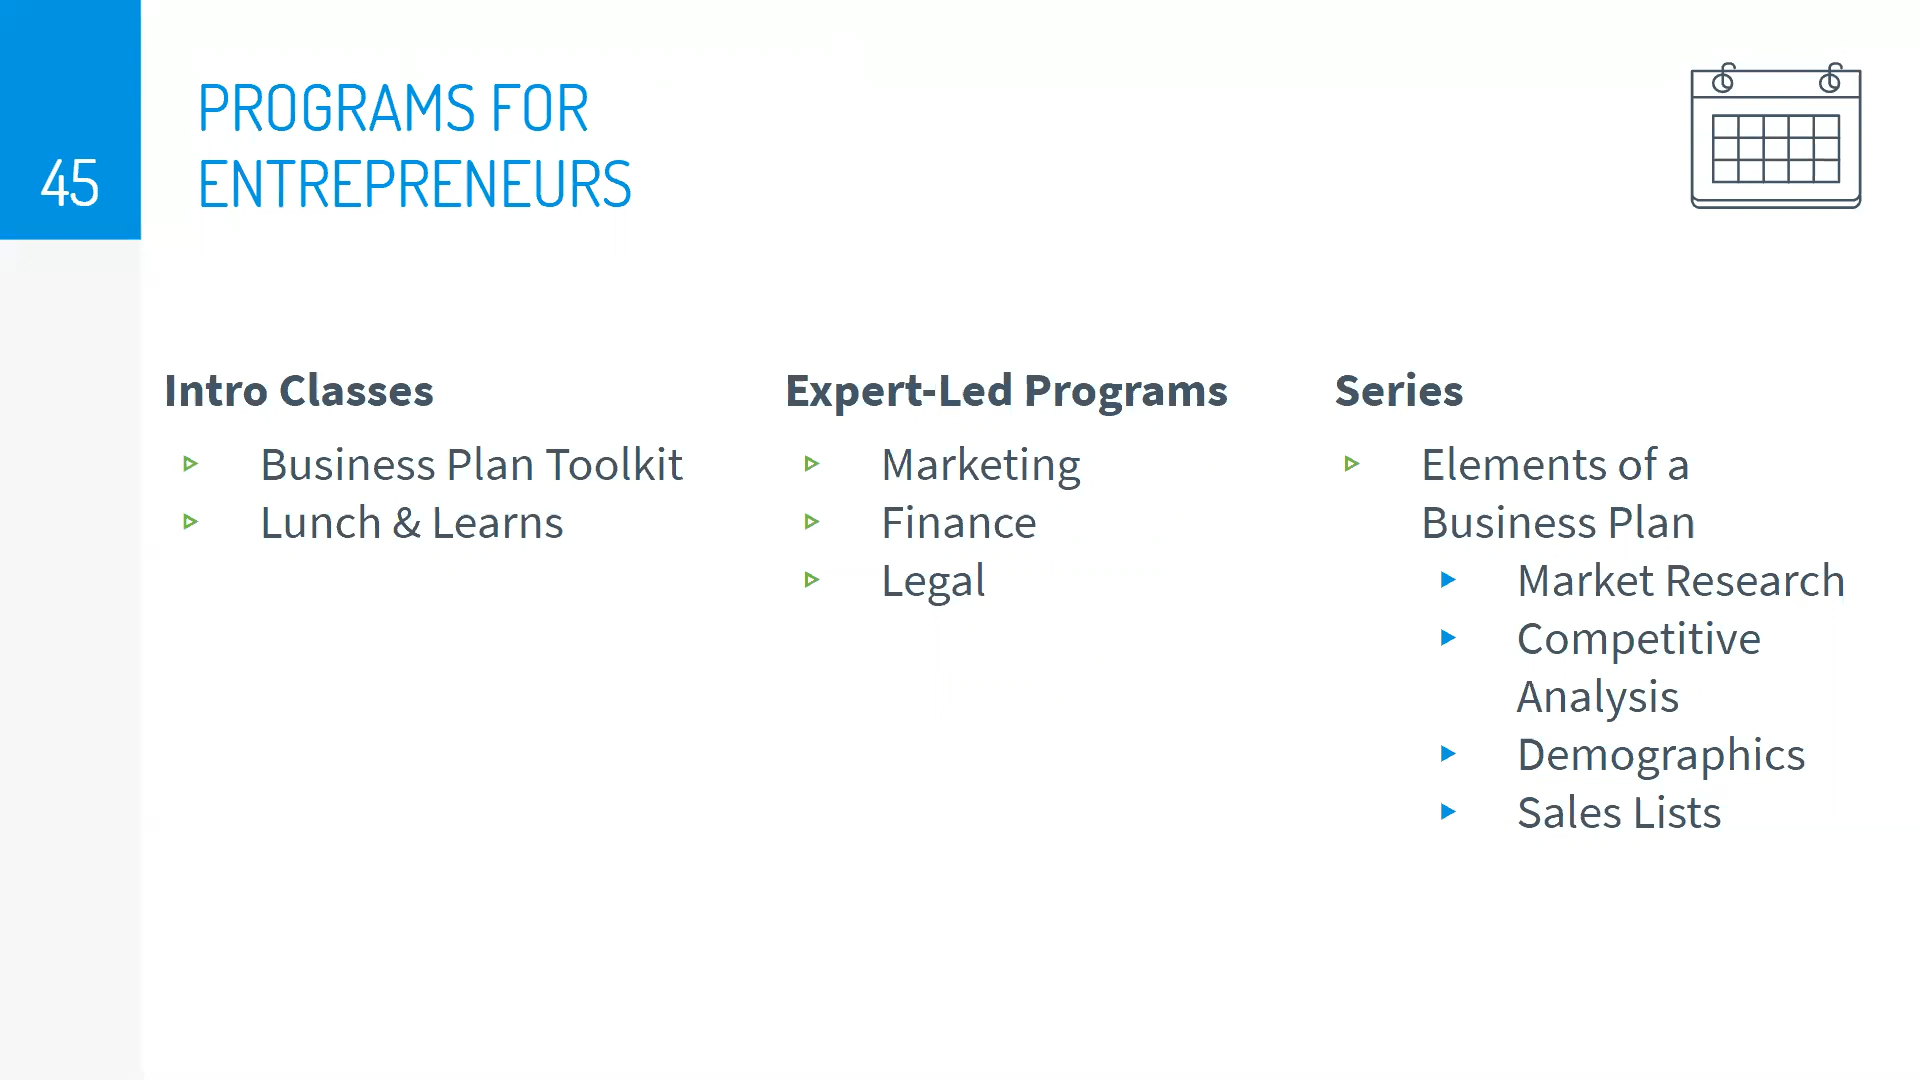 45
PROGRAMS FOR
ENTREPRENEURS
Intro Classes
Business Plan Toolkit
Lunch & Learns
Expert-Led Programs
Marketing
Finance
Legal
Series
Elements of a
Business Plan
Market Research
Competitive
Analysis
Demographics
Sales Lists